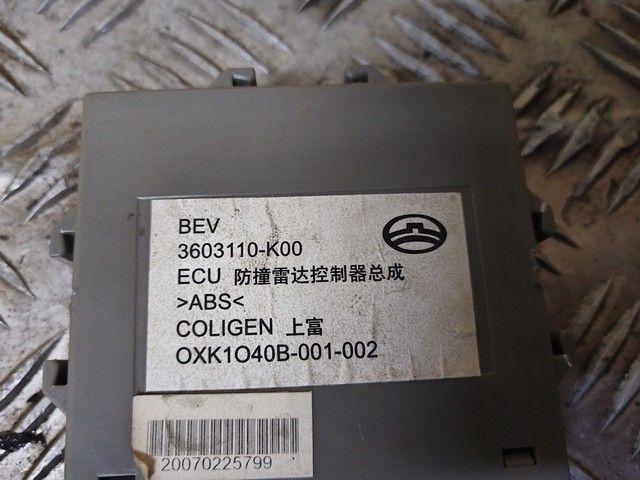 BEV
3603110-K00
ECU 防撞雷达控制器总成
>ABS<
COLIGEN 上富
OXK1O40B-001-002
20070225799